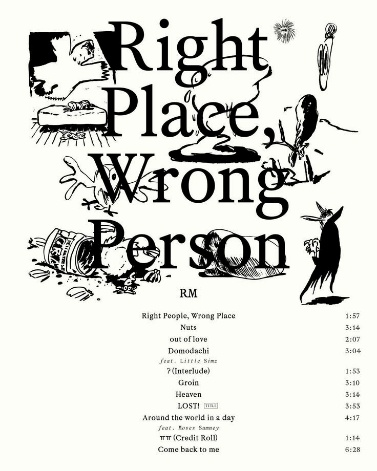 Right
Place,
Wrong
Person
RM
Right People, Wrong Place 1:57
Nuts 3:14
out of love 2:07
Domodachi 3:04
feat. Little Simz
? (Interlude) 1:53
Groin 3:10
Heaven 3:14
LOST! 3:53
Around the world in a day 4:17
feat. Moses Sumney
ㅠㅠ (Credit Roll) 1:14
Come back to me 6:28